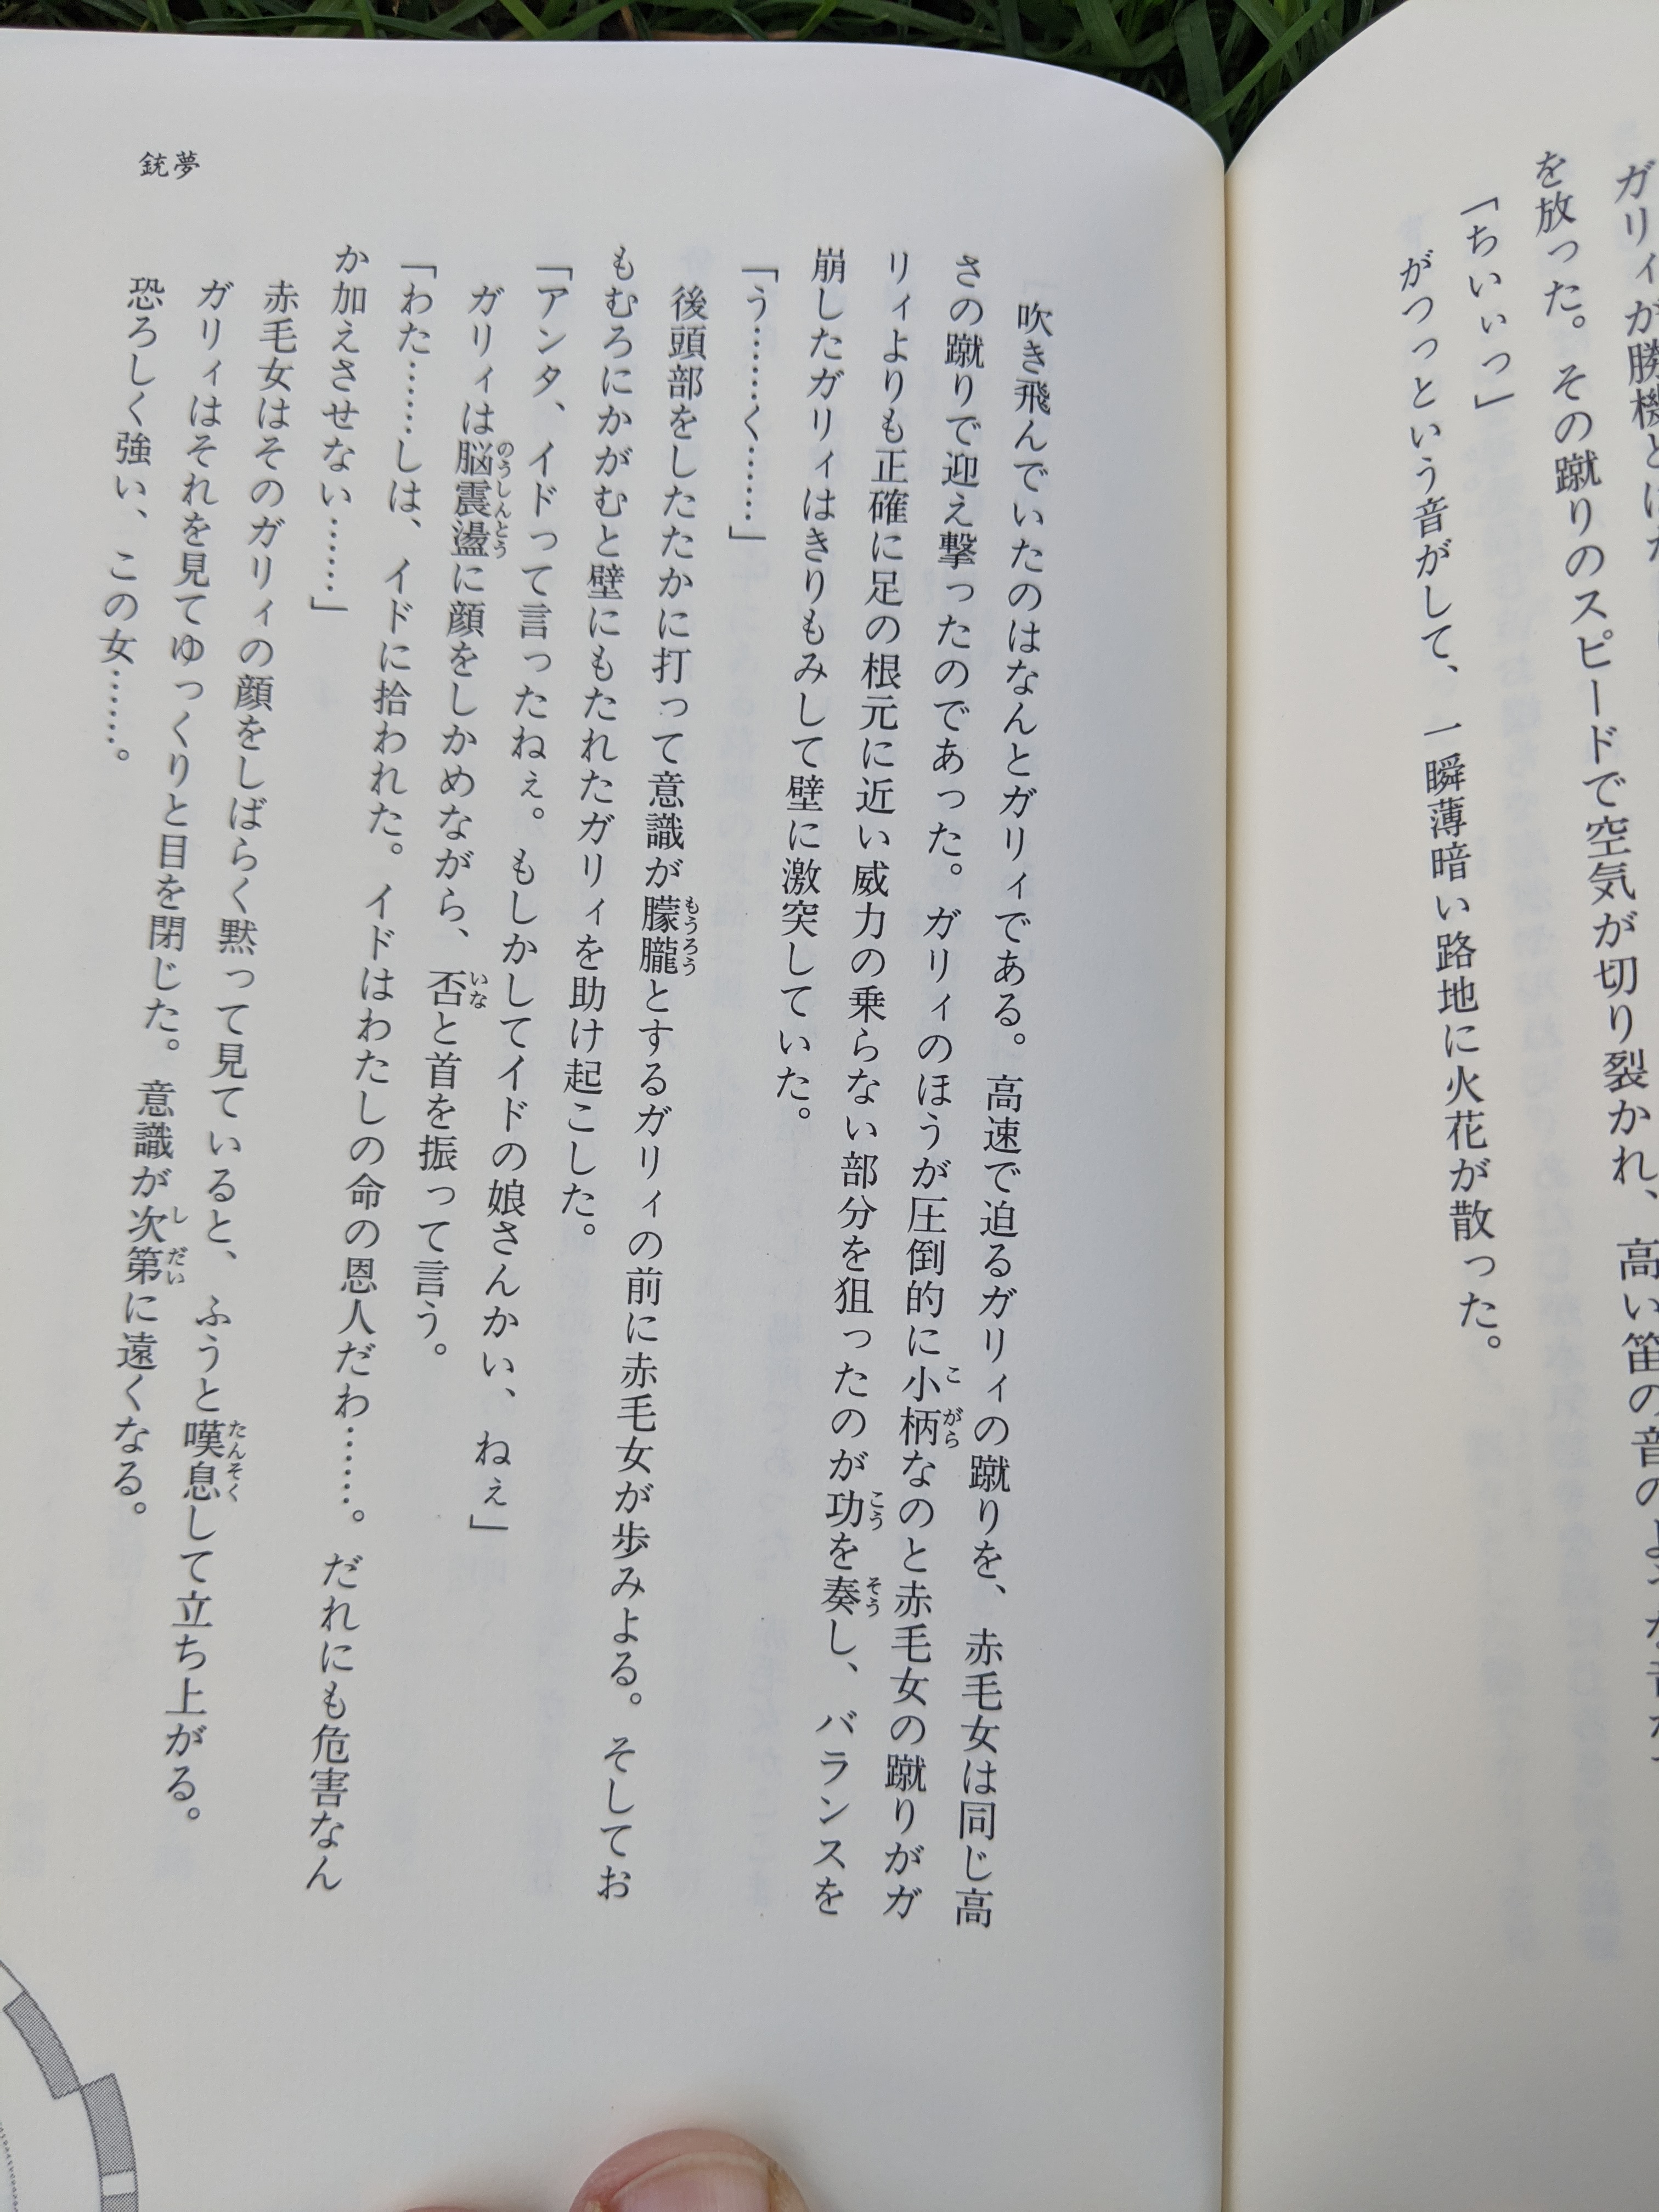 ガリィが勝機とば
を放った。その蹴りのスピードで空気が切り裂かれ、高い笛の音の
「ちいぃっ」
がつっという音がして、一瞬薄暗い路地に火花が散った。
吹き飛んでいたのはなんとガリィである。高速で迫るガリィの蹴りを、赤毛女は同じ高
さの蹴りで迎え撃ったのであった。ガリィのほうが圧倒的に小柄なのと赤毛女の蹴りがガ
リィよりも正確に足の根元に近い威力の乗らない部分を狙ったのが功を奏し、バランスを
崩したガリィはきりもみして壁に激突していた。
「う……く……」
後頭部をしたたかに打って意識が朦朧とするガリィの前に赤毛女が歩みよる。そしてお
もむろにかがむと壁にもたれたガリィを助け起こした。
「アンタ、イドって言ったねぇ。もしかしてイドの娘さんかい、ねぇ」
ガリィは脳震盪に顔をしかめながら、否と首を振って言う。
「わた……しは、イドに拾われた。イドはわたしの命の恩人だわ……。だれにも危害なん
か加えさせない……」
赤毛女はそのガリィの顔をしばらく黙って見ていると、ふうと嘆息して立ち上がる。
ガリィはそれを見てゆっくりと目を閉じた。意識が次第に遠くなる。
恐ろしく強い、この女……。
銃夢